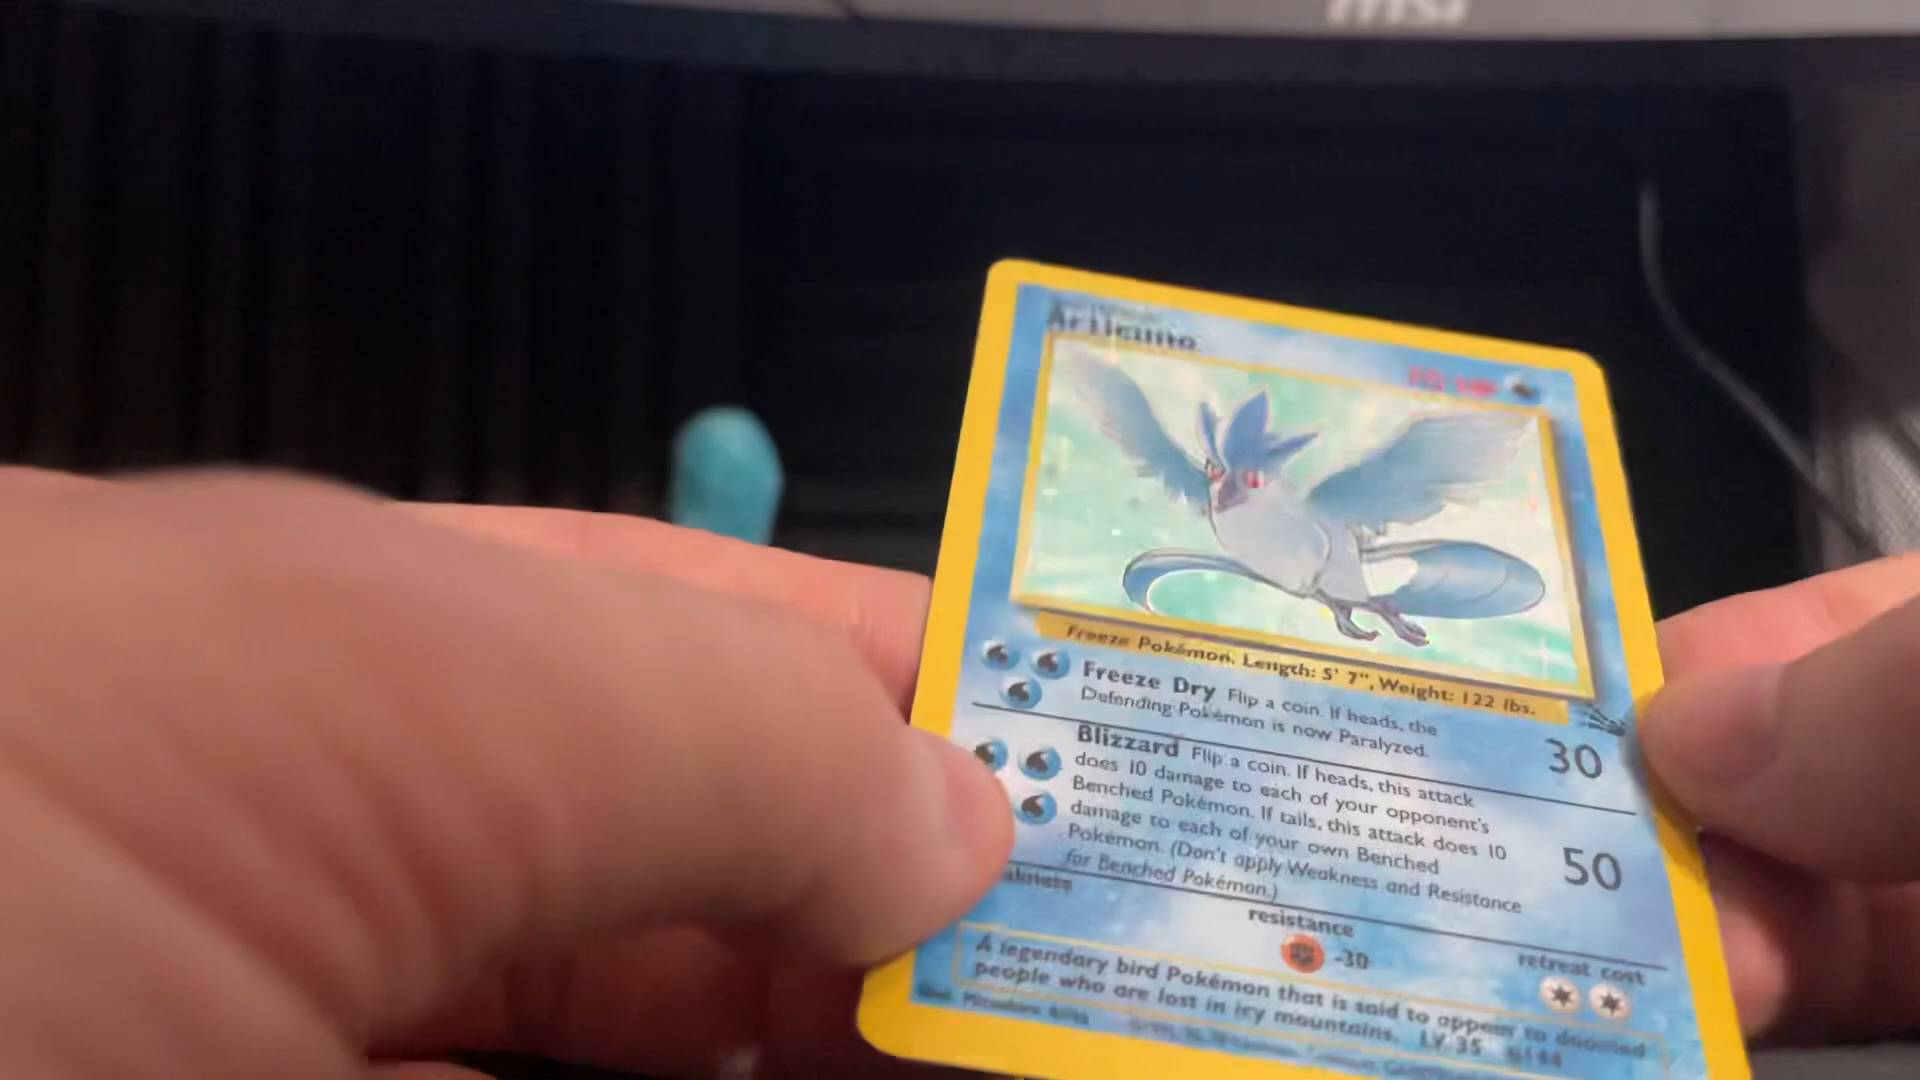 msi
Articuno
Freeze Pokémon. Length: 5' 7", Weight: 122 lbs.
Freeze Dry Flip a coin. If heads, the
Defending Pokémon is now Paralyzed.
30
Blizzard Flip a coin. If heads, this attack
does 10 damage to each of your opponent's
Benched Pokémon. If tails, this attack does 10
damage to each of your own Benched
Pokémon. (Don't apply Weakness and Resistance
for Benched Pokémon.)
50
resistance
-30
retreat cost
A legendary bird Pokémon that is said to appear to doomed
people who are lost in icy mountains. LV. 35